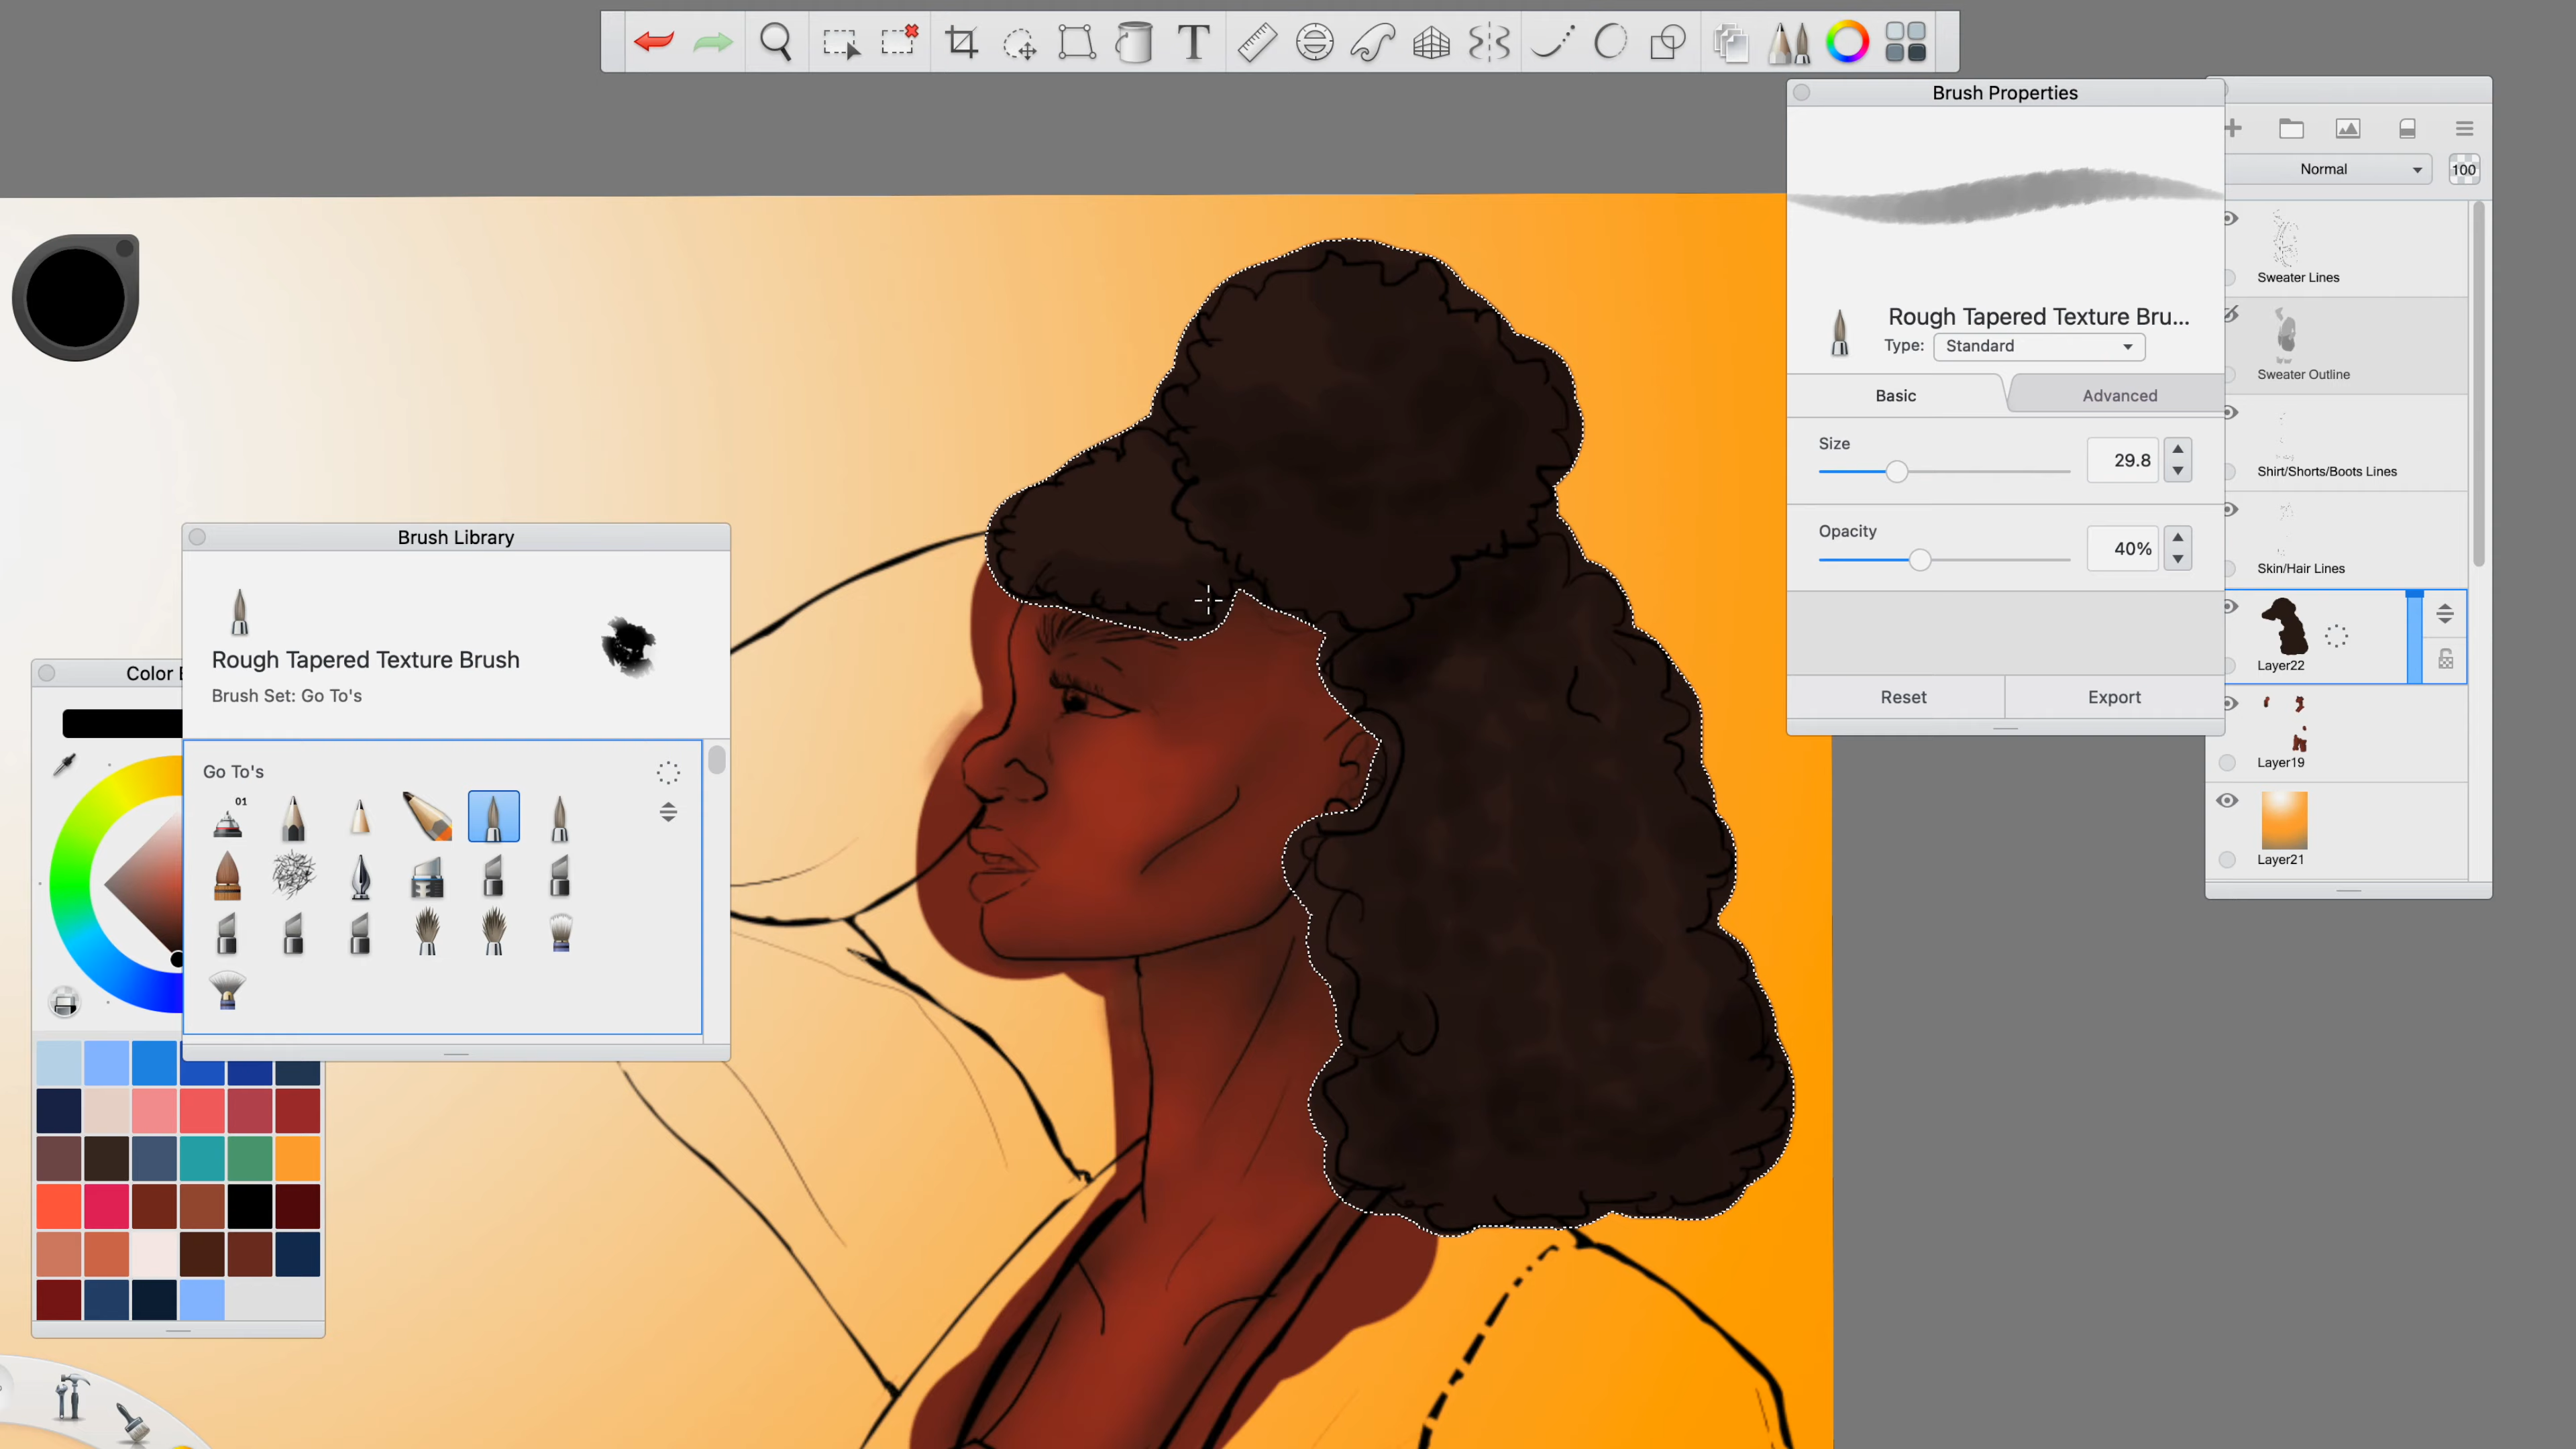 T
Brush Properties
Rough Tapered Texture Bru...
Type: Standard
Basic
Advanced
Size
29.8
Opacity
40%
Reset
Export
Normal
100
Sweater Lines
Sweater Outline
Shirt/Shorts/Boots Lines
Skin/Hair Lines
Layer22
Layer19
Layer21
Brush Library
Rough Tapered Texture Brush
Brush Set: Go To's
Go To's
01
Color